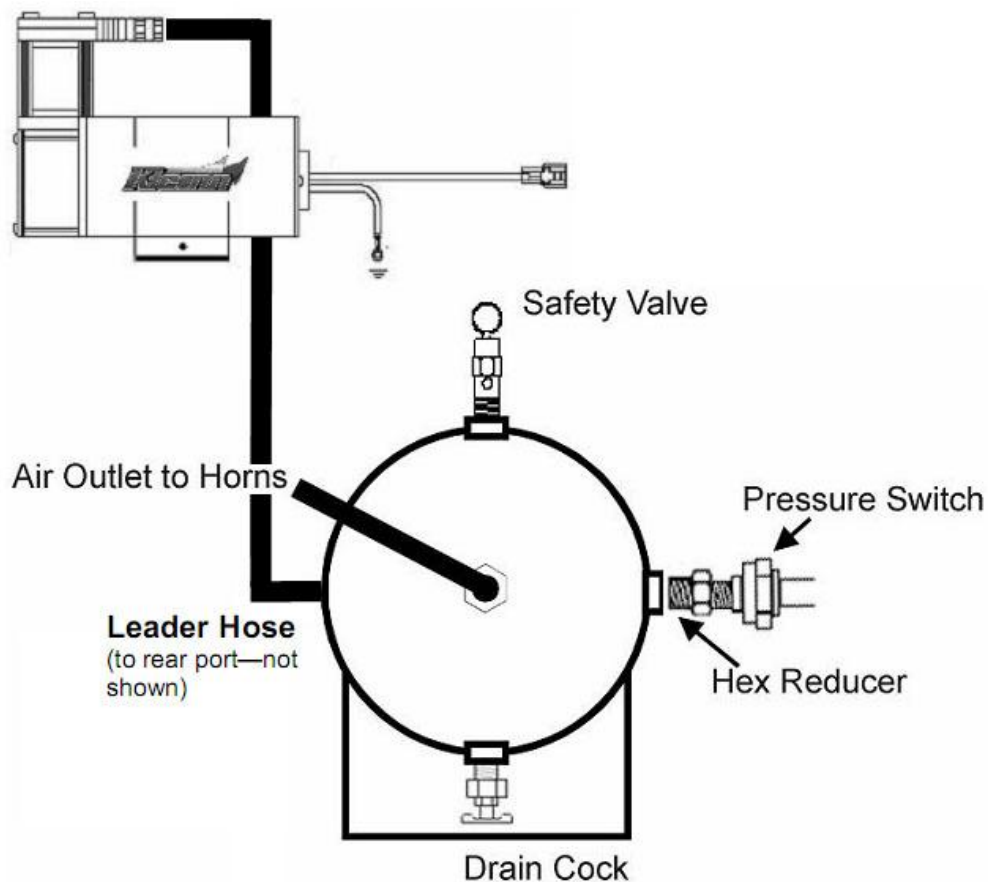 Kleinn
Safety Valve
Air Outlet to Horns
Pressure Switch
Leader Hose
(to rear port—not
shown)
Hex Reducer
Drain Cock